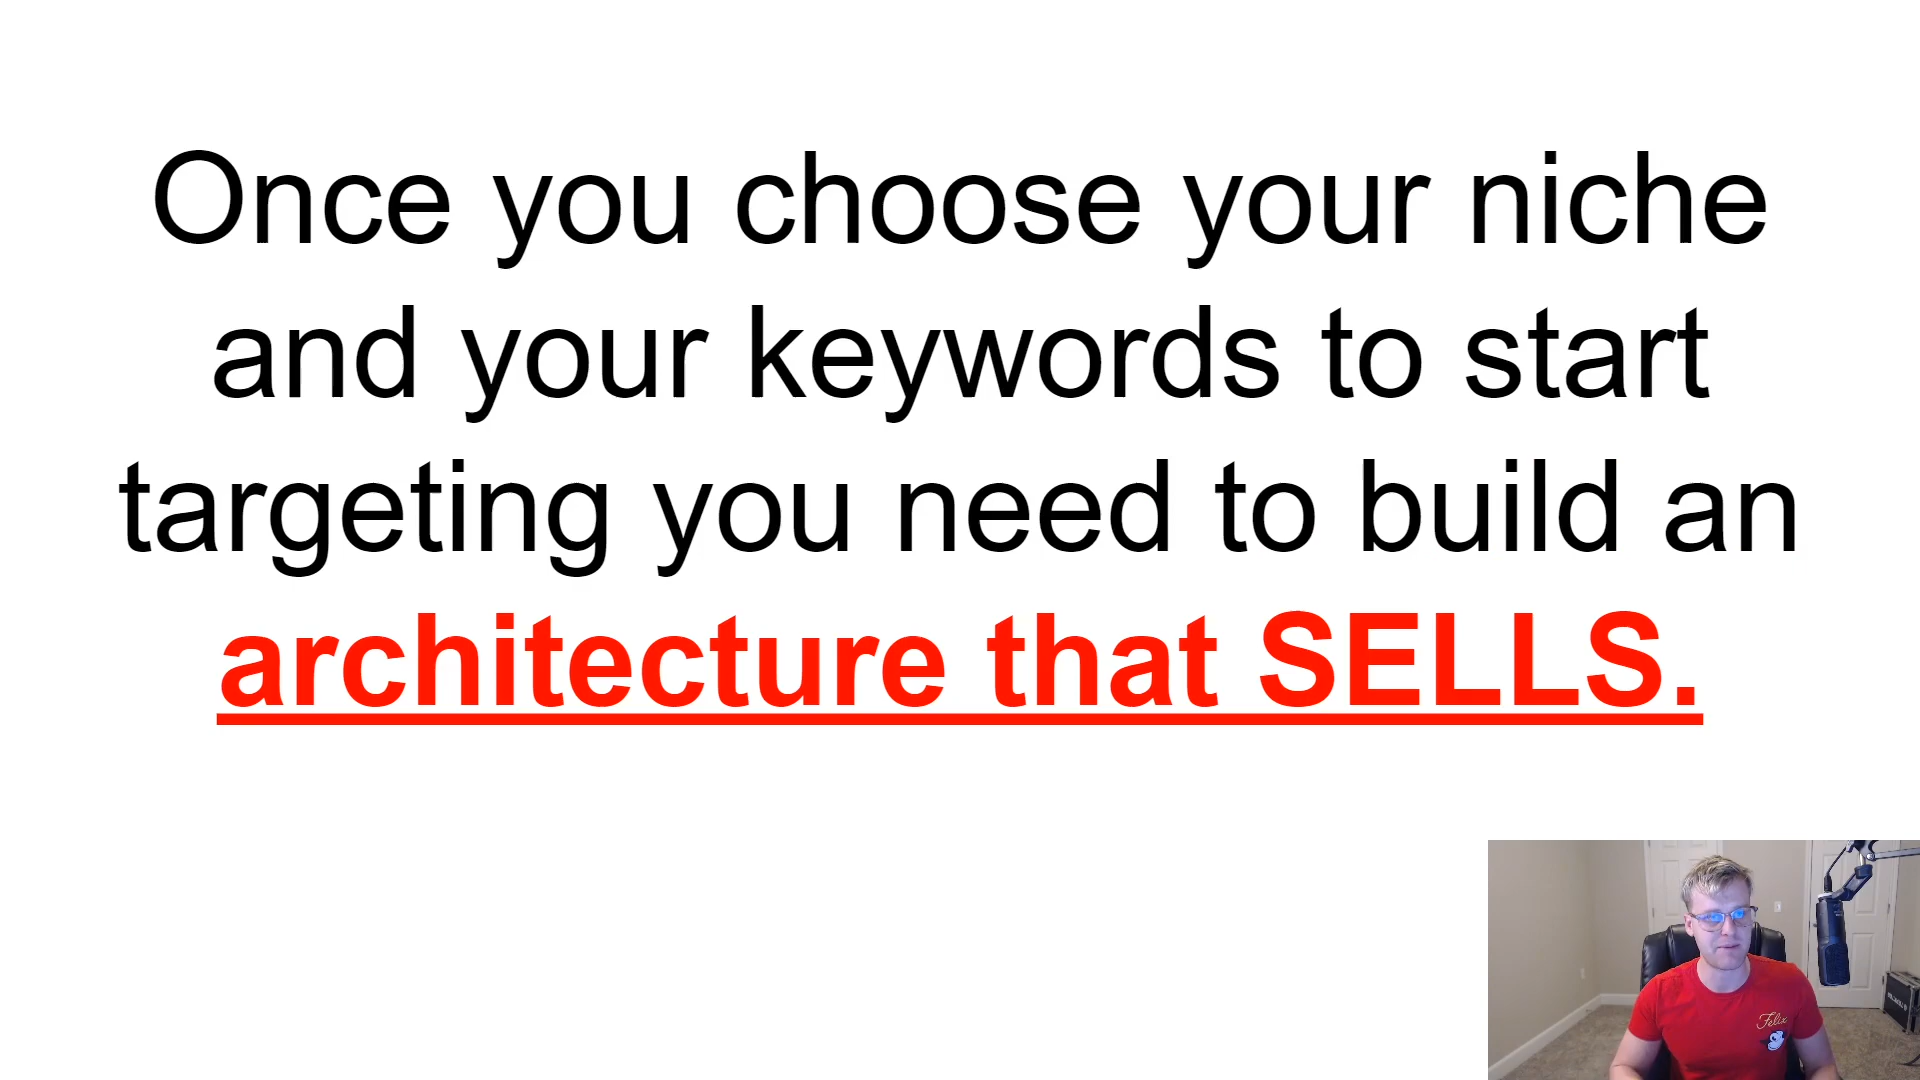 Once you choose your niche
and your keywords to start
targeting you need to build an
architecture that SELLS.
Felix